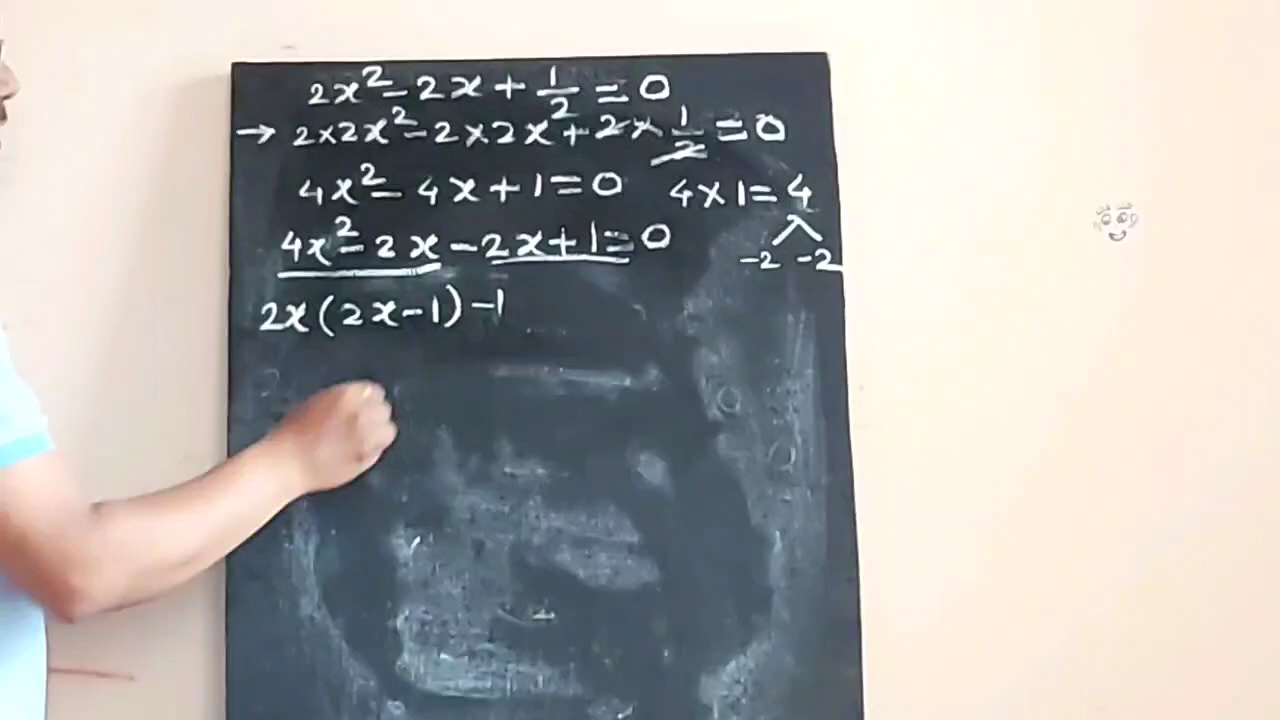 2x² - 2x + 1/2 = 0
→ 2×2x² - 2×2x² + 2× 1/2 = 0
4x² - 4x + 1 = 0 4×1 = 4
4x² - 2x - 2x + 1 = 0 -2 -2
2x(2x-1) -1